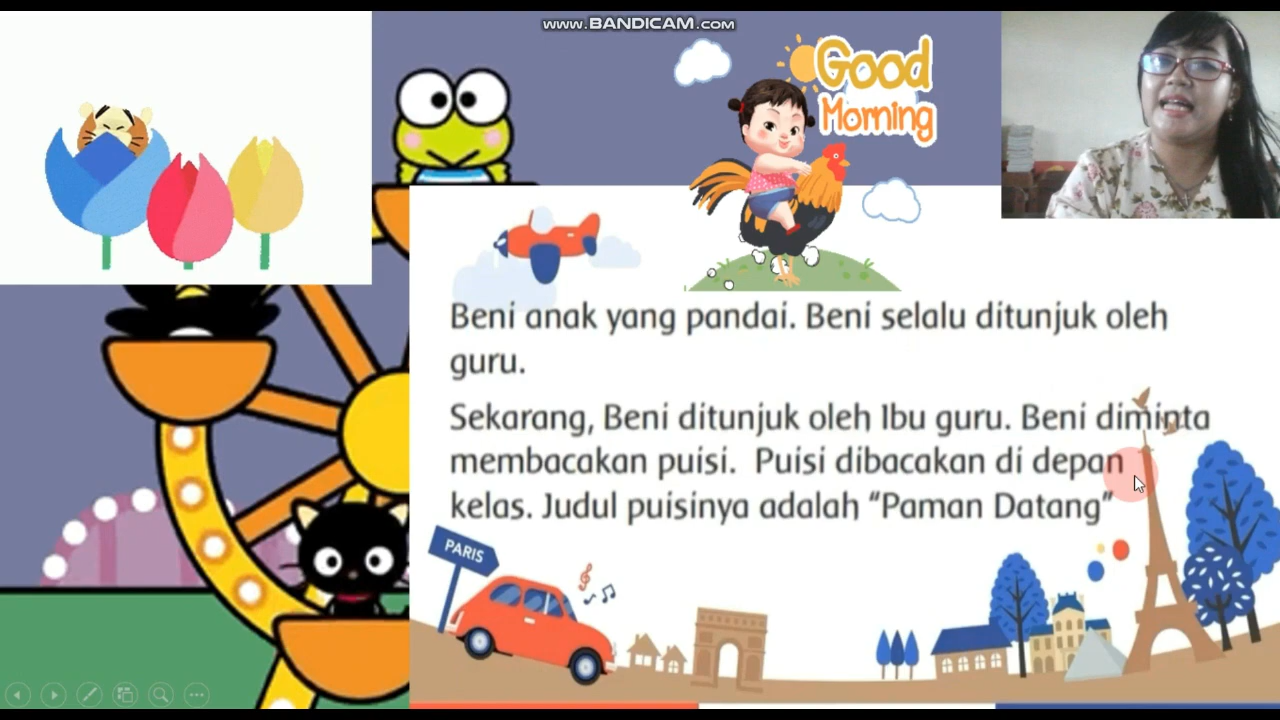 www.BANDICAM.com
Good
Morning
Beni anak yang pandai. Beni selalu ditunjuk oleh
guru.
Sekarang, Beni ditunjuk oleh Ibu guru. Beni diminta
membacakan puisi. Puisi dibacakan di depan
kelas. Judul puisinya adalah “Paman Datang”
PARIS